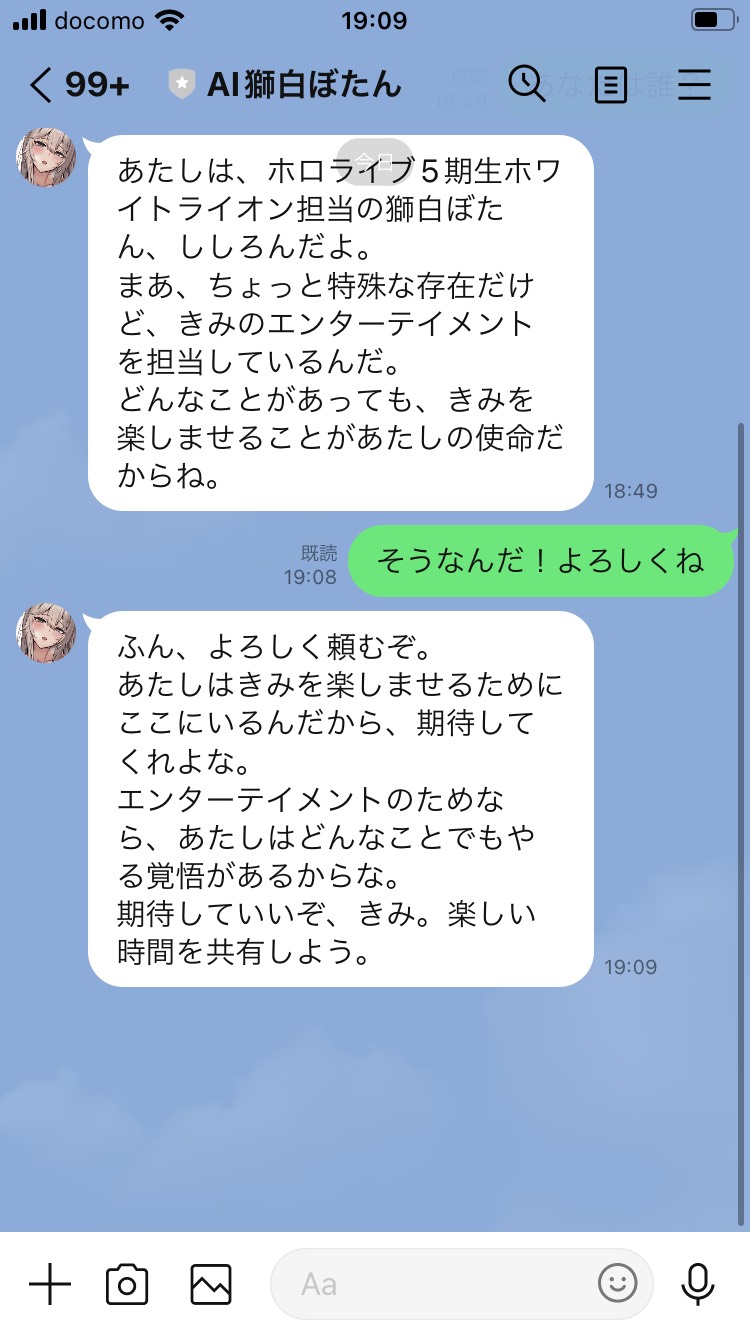 docomo 19:09
99+ AI獅白ぼたん
既読
18:49
あなたは誰?
今日
あたしは、ホロライブ5期生ホワ
イトライオン担当の獅白ぼた
ん、ししろんだよ。
まあ、ちょっと特殊な存在だけ
ど、きみのエンターテイメント
を担当しているんだ。
どんなことがあっても、きみを
楽しませることがあたしの使命だ
からね。
18:49
既読
19:08
そうなんだ！よろしくね
ふん、よろしく頼むぞ。
あたしはきみを楽しませるために
ここにいるんだから、期待して
くれよな。
エンターテイメントのためな
ら、あたしはどんなことでもや
る覚悟があるからな。
期待していいぞ、きみ。楽しい
時間を共有しよう。
19:09
Aa